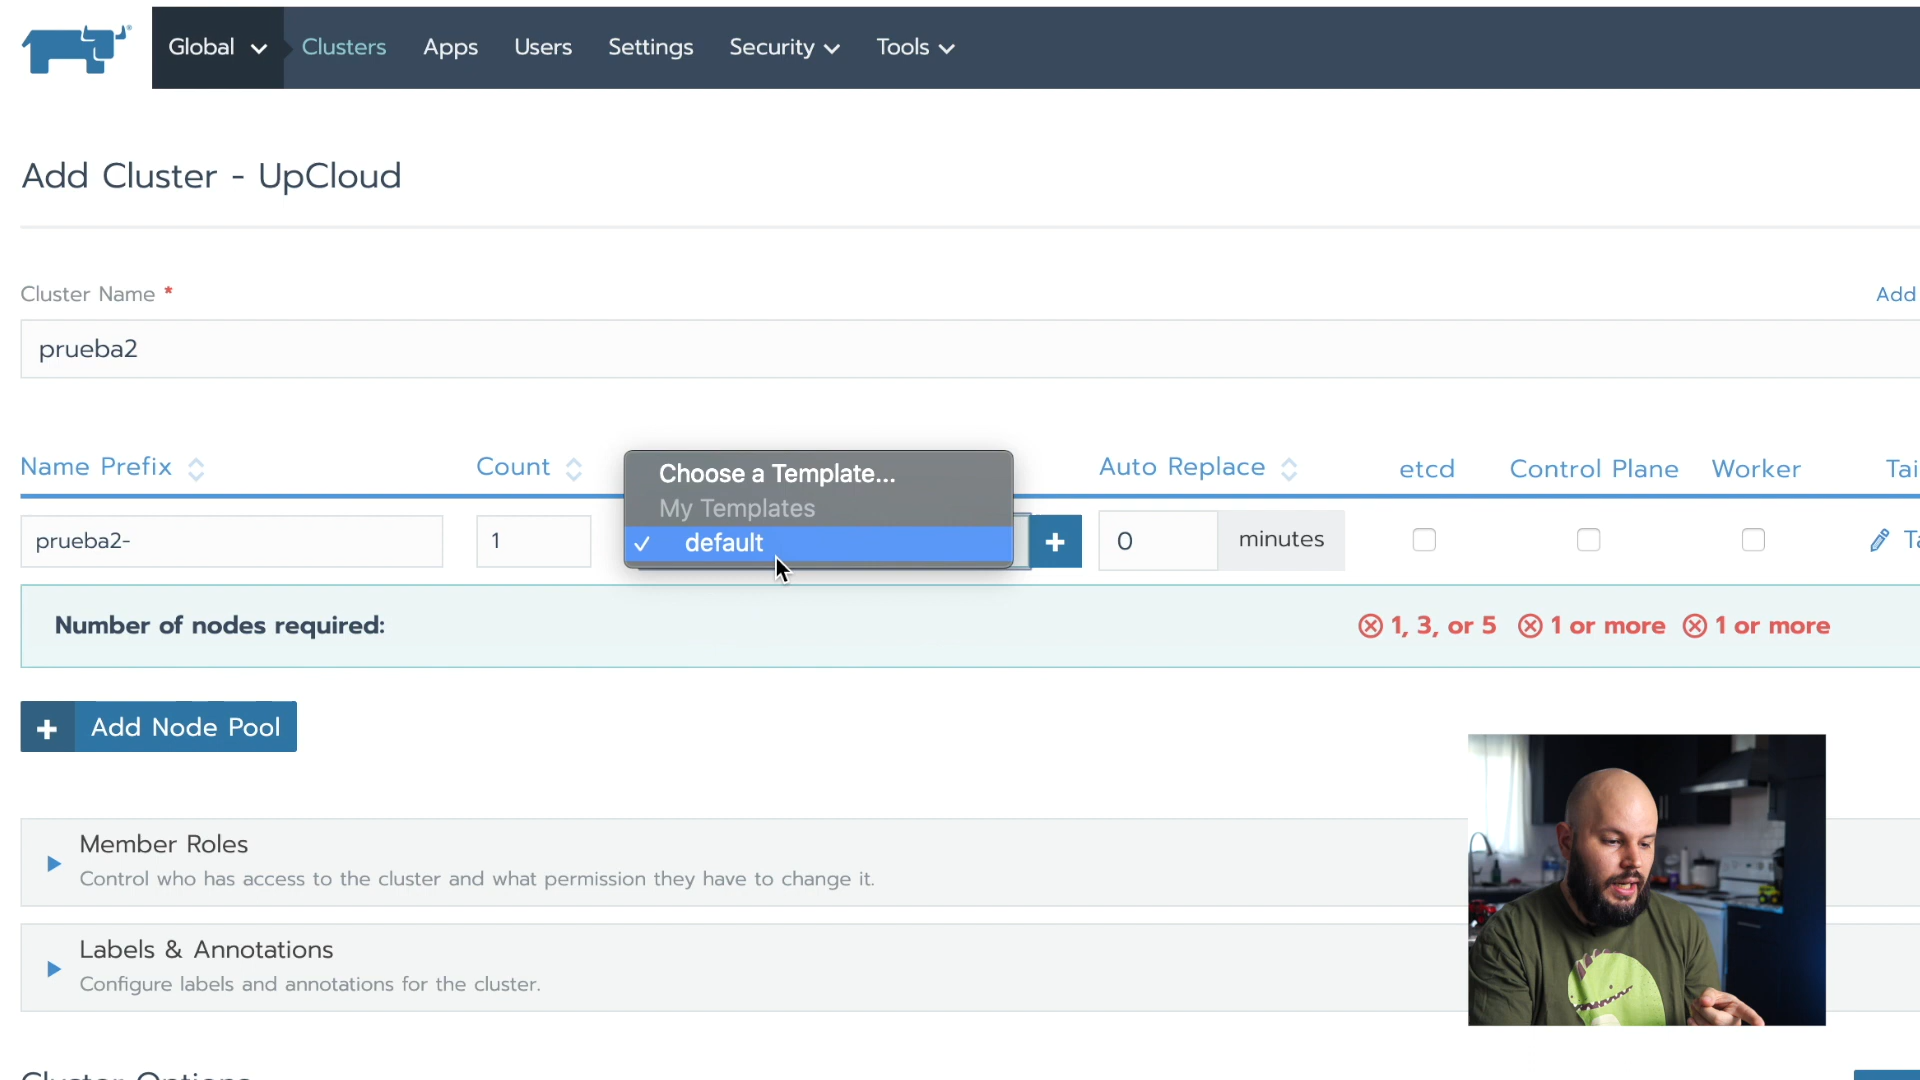 Global Clusters Apps Users Settings Security Tools
Add Cluster - UpCloud
Cluster Name * Add
prueba2
Name Prefix Count Auto Replace etcd Control Plane Worker
Choose a Template...
My Templates
✓ default
prueba2- 1 + 0 minutes
Number of nodes required: 1, 3, or 5 1 or more 1 or more
+ Add Node Pool
Member Roles
Control who has access to the cluster and what permission they have to change it.
Labels & Annotations
Configure labels and annotations for the cluster.
Cluster Options